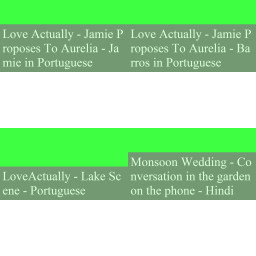 Love Actually - Jamie P
roposes To Aurelia - Ja
mie in Portuguese
Love Actually - Jamie P
roposes To Aurelia - Ba
rros in Portuguese
LoveActually - Lake Sc
ene - Portuguese
Monsoon Wedding - Co
nversation in the garden
on the phone - Hindi